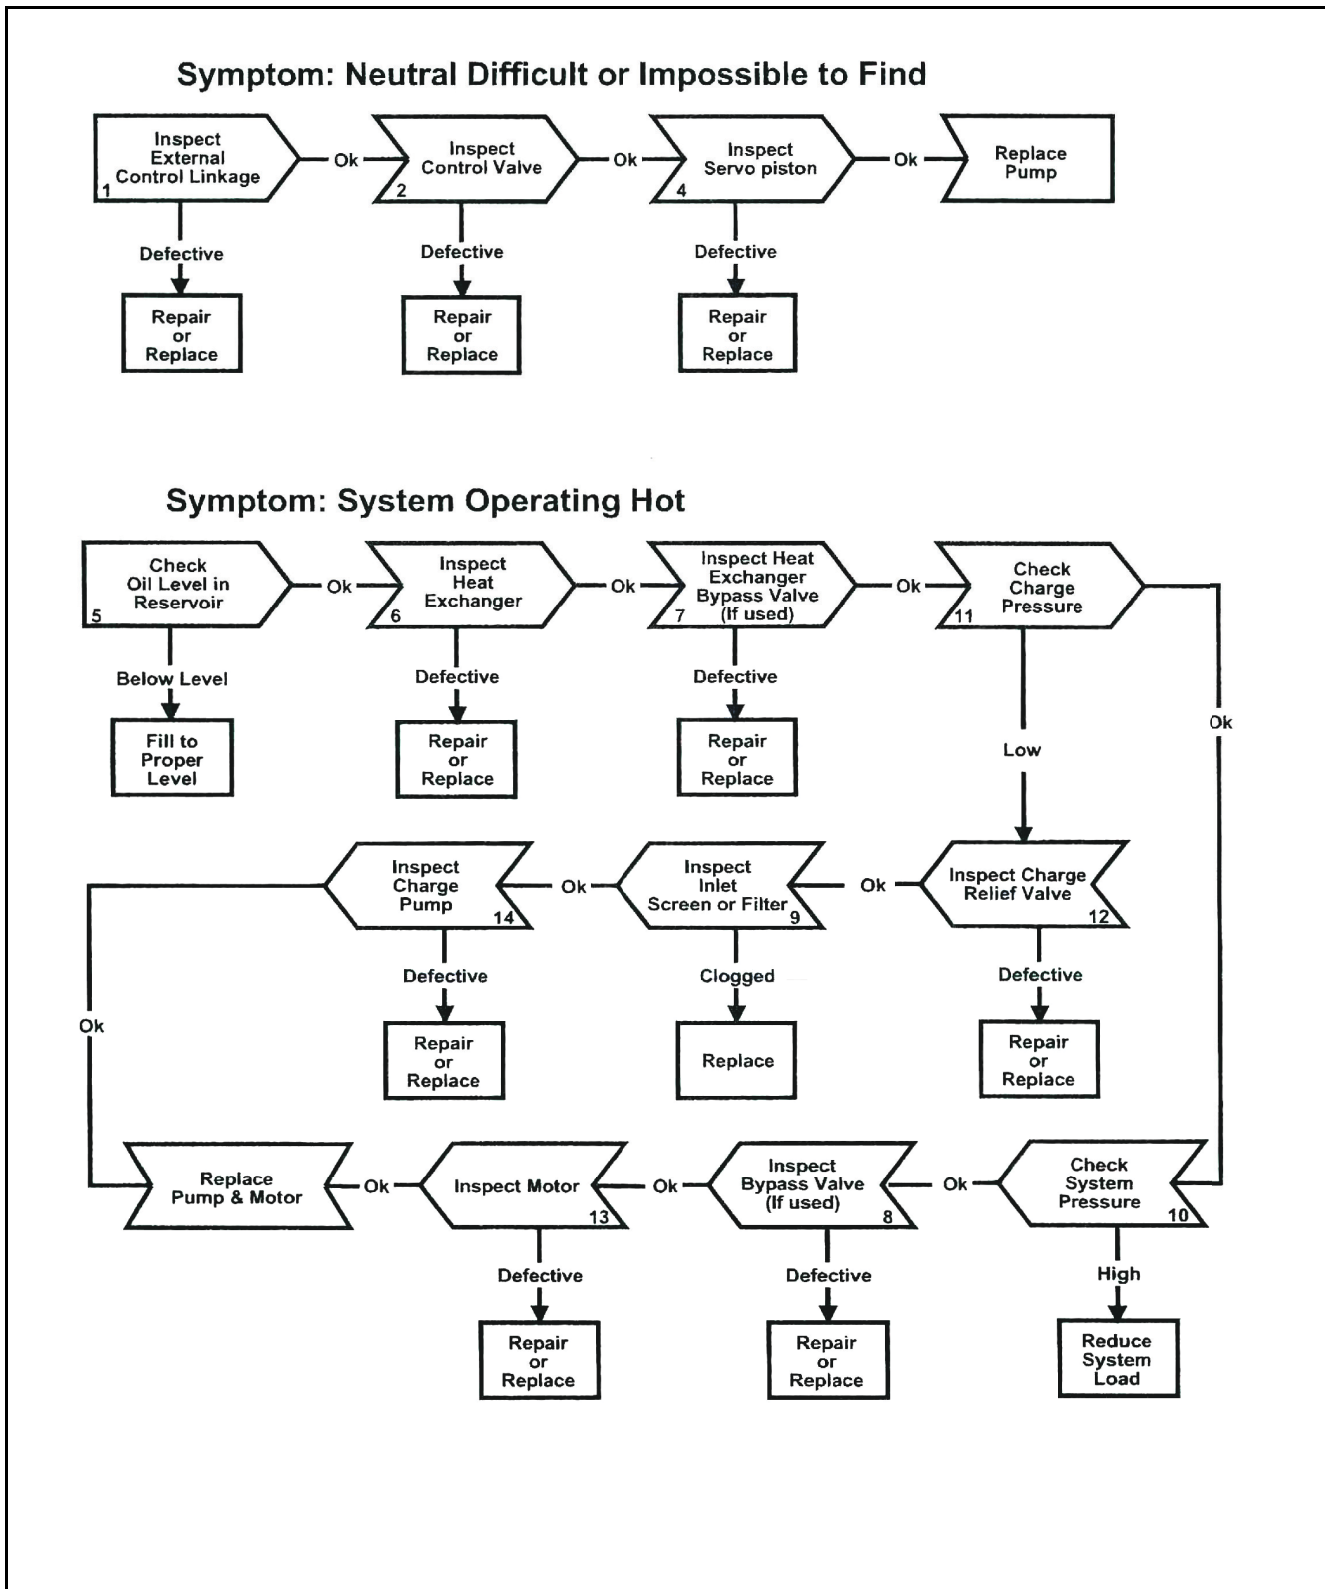 Symptom: Neutral Difficult or Impossible to Find
Inspect
External
Control Linkage
1
Ok
Inspect
Control Valve
2
Ok
Inspect
Servo piston
4
Ok
Replace
Pump
Defective
Defective
Defective
Repair
or
Replace
Repair
or
Replace
Repair
or
Replace
Symptom: System Operating Hot
Check
Oil Level in
Reservoir
5
Ok
Inspect
Heat
Exchanger
6
Ok
Inspect Heat
Exchanger
Bypass Valve
(If used)
7
Ok
Check
Charge
Pressure
11
Below Level
Defective
Defective
Low
Ok
Fill to
Proper
Level
Repair
or
Replace
Repair
or
Replace
Inspect
Charge
Pump
14
Ok
Inspect
Inlet
Screen or Filter
9
Ok
Inspect Charge
Relief Valve
12
Defective
Clogged
Defective
Ok
Repair
or
Replace
Replace
Repair
or
Replace
Replace
Pump & Motor
Ok
Inspect Motor
13
Ok
Inspect
Bypass Valve
(If used)
8
Ok
Check
System
Pressure
10
Defective
Defective
High
Repair
or
Replace
Repair
or
Replace
Reduce
System
Load